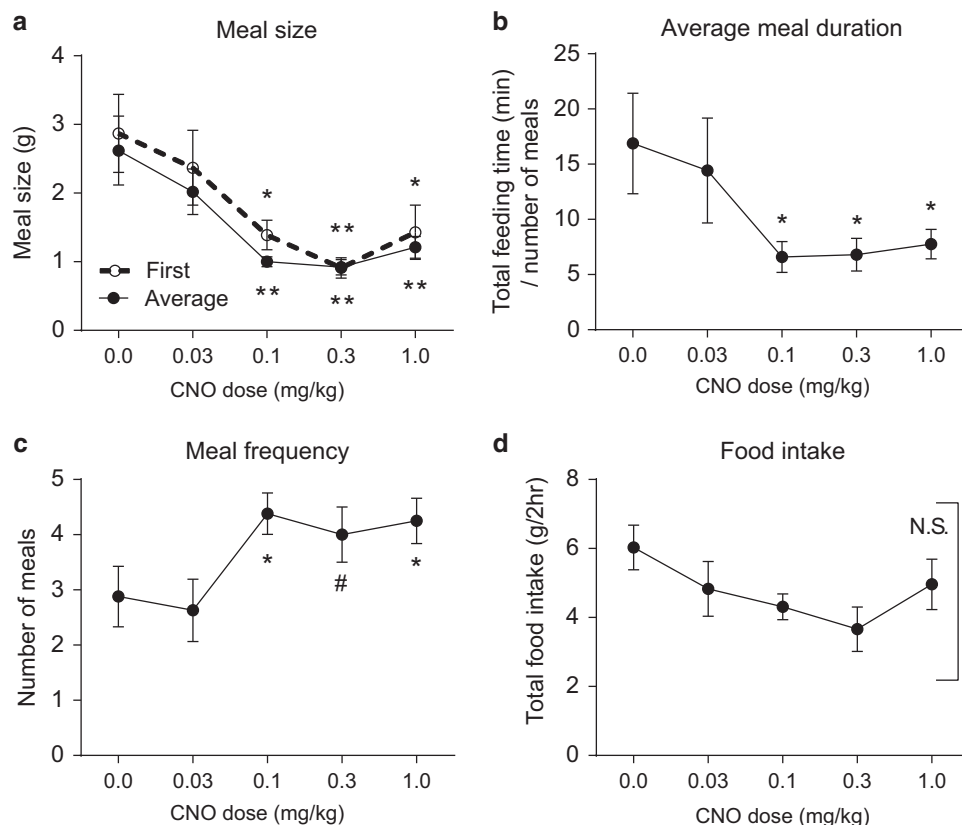 a
Meal size
Meal size (g)
4
3
2
1
0
* *
** 
First
Average
** ** **
0.0 0.03 0.1 0.3 1.0
CNO dose (mg/kg)
b
Average meal duration
Total feeding time (min)
/ number of meals
25
20
15
10
5
0
* * *
0.0 0.03 0.1 0.3 1.0
CNO dose (mg/kg)
c
Meal frequency
Number of meals
5
4
3
2
1
0
* # *
0.0 0.03 0.1 0.3 1.0
CNO dose (mg/kg)
d
Food intake
Total food intake (g/2hr)
8
6
4
2
0
N.S.
0.0 0.03 0.1 0.3 1.0
CNO dose (mg/kg)